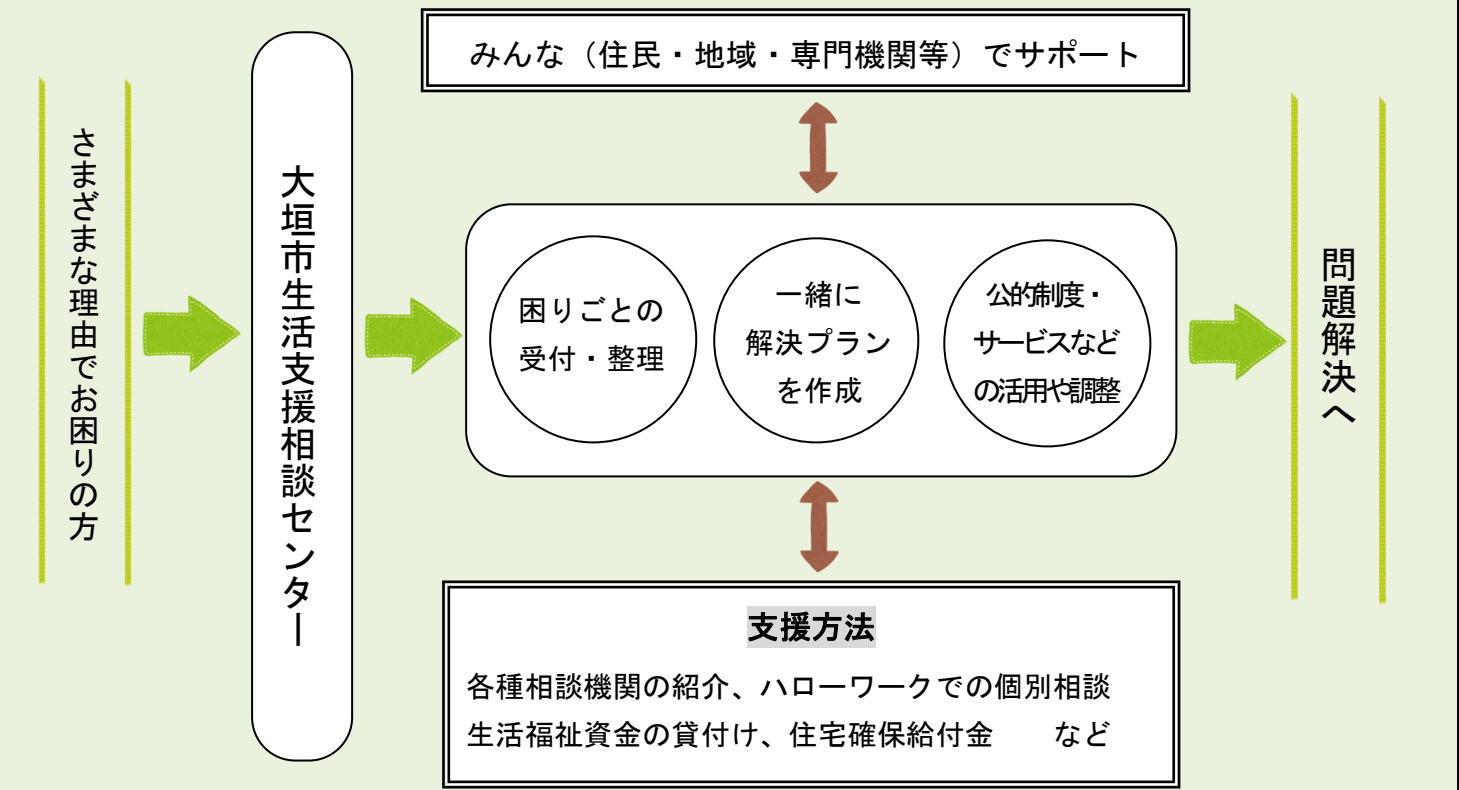 みんな（住民・地域・専門機関等）でサポート
さまざまな理由でお困りの方
大垣市生活支援相談センター
困りごとの
受付・整理
一緒に
解決プラン
を作成
公的制度・
サービスなど
の活用や調整
問題解決へ
支援方法
各種相談機関の紹介、ハローワークでの個別相談
生活福祉資金の貸付け、住宅確保給付金　　など